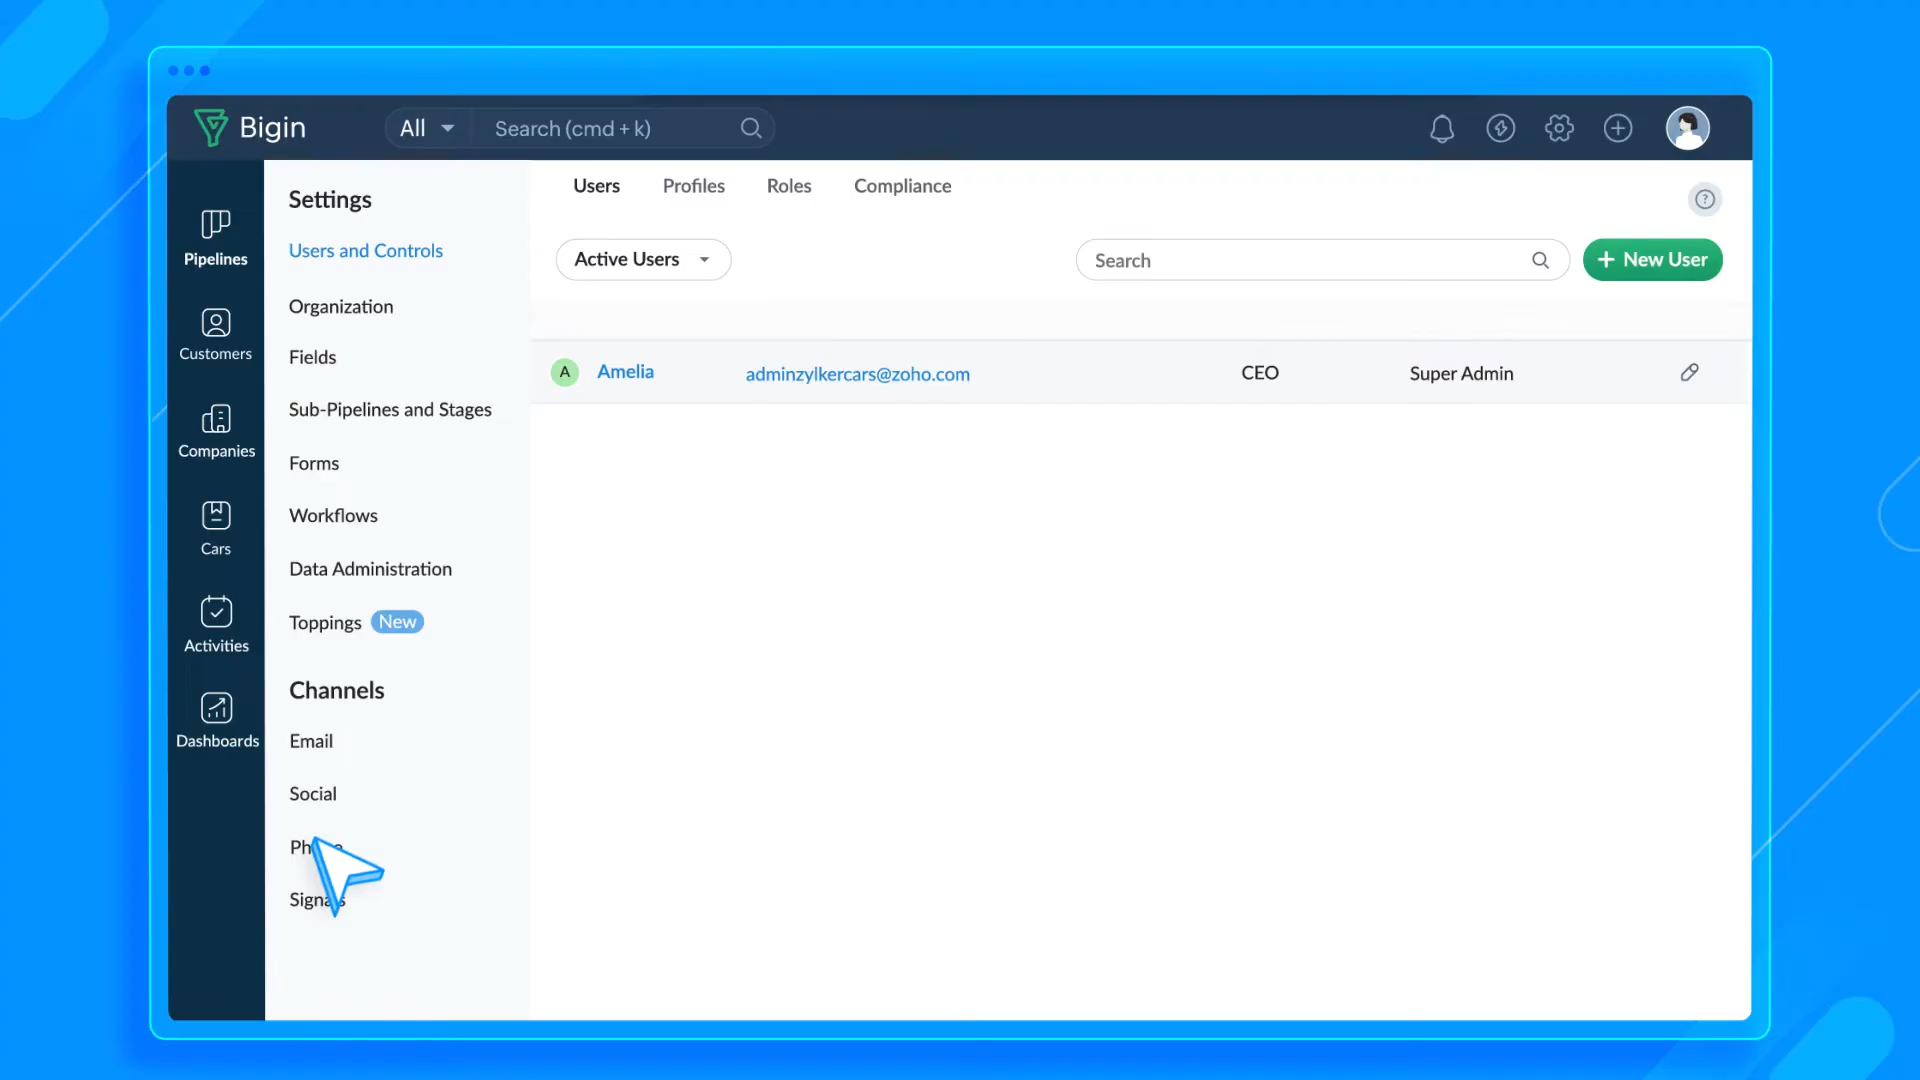 Bigin
All
Search (cmd + k)
Pipelines
Customers
Companies
Cars
Activities
Dashboards
Settings
Users and Controls
Organization
Fields
Sub-Pipelines and Stages
Forms
Workflows
Data Administration
Toppings New
Channels
Email
Social
Users Profiles Roles Compliance
?
Active Users
Search
+ New User
A Amelia adminzylkercars@zoho.com CEO Super Admin